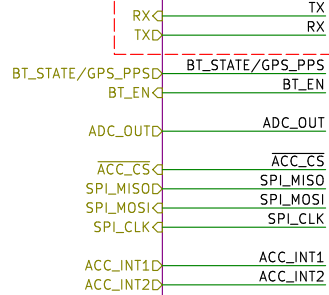 RX TX
TX RX
BT_STATE/GPS_PPS BT_STATE/GPS_PPS
BT_EN BT_EN
ADC_OUT ADC_OUT
ACC_CS ACC_CS
SPI_MISO SPI_MISO
SPI_MOSI SPI_MOSI
SPI_CLK SPI_CLK
ACC_INT1 ACC_INT1
ACC_INT2 ACC_INT2